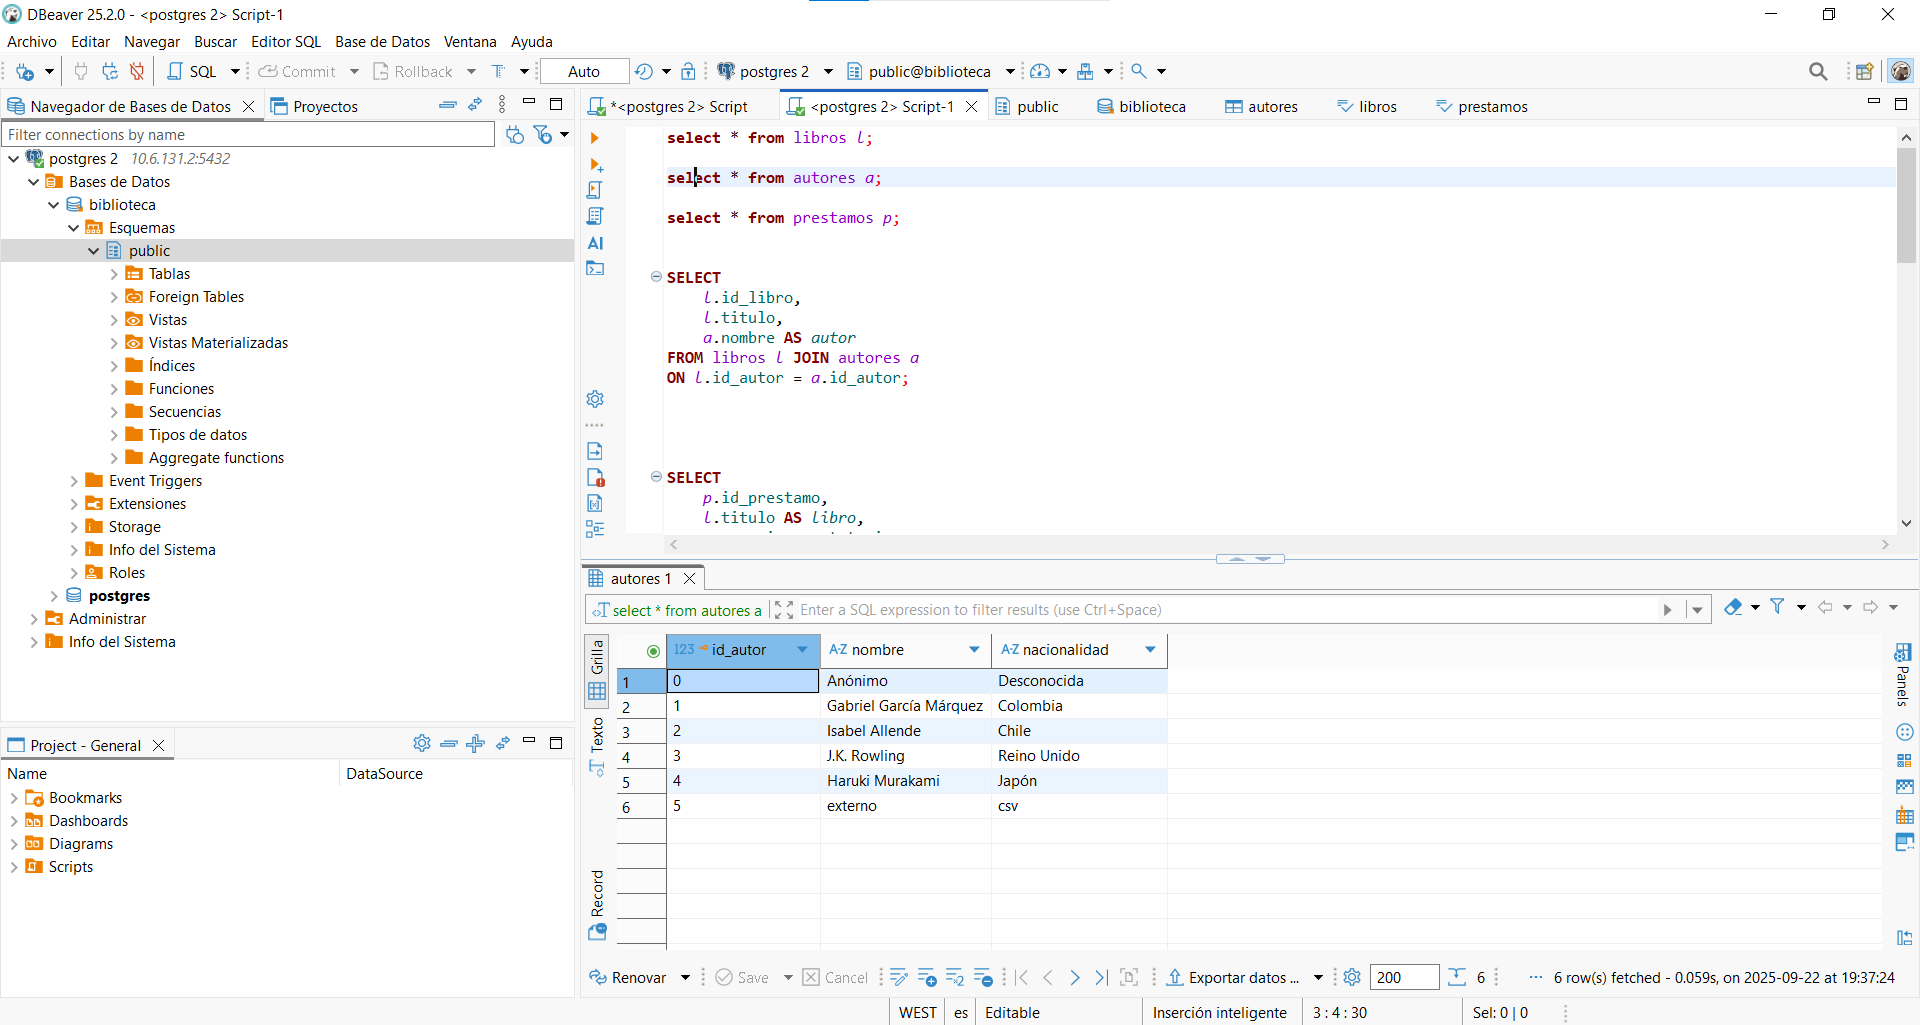 DBeaver 25.2.0 - <postgres 2> Script-1
Archivo Editar Navegar Buscar Editor SQL Base de Datos Ventana Ayuda
SQL Commit Rollback T Auto postgres 2 public@biblioteca
Navegador de Bases de Datos Proyectos
Filter connections by name
postgres 2 10.6.131.2:5432
Bases de Datos
biblioteca
Esquemas
public
Tablas
Foreign Tables
Vistas
Vistas Materializadas
Índices
Funciones
Secuencias
Tipos de datos
Aggregate functions
Event Triggers
Extensiones
Storage
Info del Sistema
Roles
postgres
Administrar
Info del Sistema
Project - General
Name DataSource
Bookmarks
Dashboards
Diagrams
Scripts
*<postgres 2> Script <postgres 2> Script-1 public biblioteca autores libros prestamos
AI
select * from libros l;
select * from autores a;
select * from prestamos p;
SELECT
l.id_libro,
l.titulo,
a.nombre AS autor
FROM libros l JOIN autores a
ON l.id_autor = a.id_autor;
SELECT
p.id_prestamo,
l.titulo AS libro,
autores 1
select * from autores a Enter a SQL expression to filter results (use Ctrl+Space)
Grilla
Texto
Record
123 id_autor A-Z nombre A-Z nacionalidad
1 0 Anónimo Desconocida
2 1 Gabriel García Márquez Colombia
3 2 Isabel Allende Chile
4 3 J.K. Rowling Reino Unido
5 4 Haruki Murakami Japón
6 5 externo csv
Panels
Renovar Save Cancel Exportar datos ... 200 6 ... 6 row(s) fetched - 0.059s, on 2025-09-22 at 19:37:24
WEST es Editable Inserción inteligente 3 : 4 : 30 Sel: 0 | 0